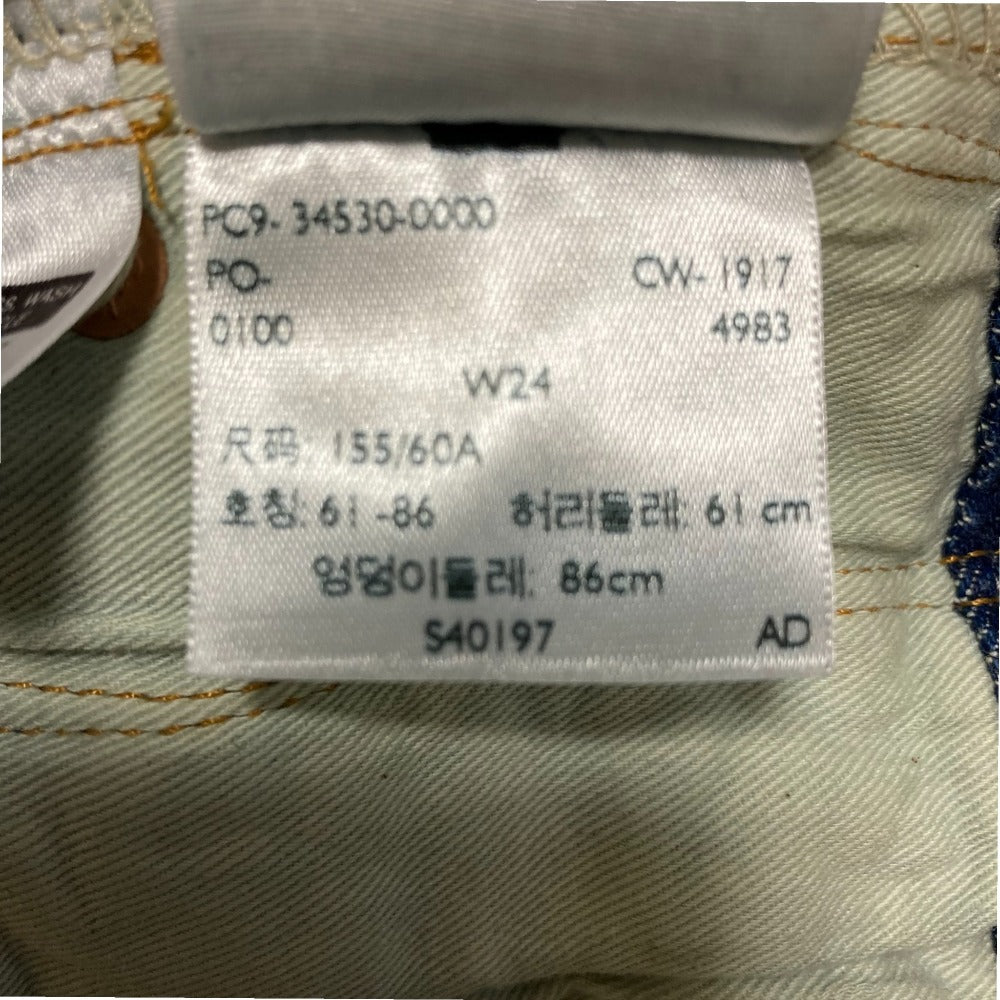 WASH
PC9- 34530-0000
PO- CW- 1917
0100 4983
W24
尺码: 155/60A
호칭: 61 -86 허리둘레: 61 cm
엉덩이둘레: 86cm
S40197 AD